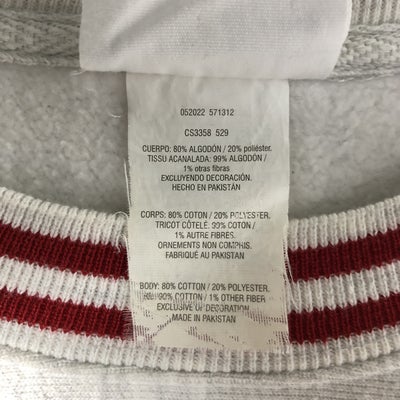 052022 571312
CS3358 529
CUERPO: 80% ALGODÓN / 20% poliéster.
TISSU ACANALADA: 99% ALGODÓN /
1% otras fibras
EXCLUYENDO DECORACIÓN.
HECHO EN PAKISTÁN
CORPS: 80% COTON / 20% POLYESTER.
TRICOT CÔTELÉ: 99% COTON /
1% AUTRE FIBRES.
ORNEMENTS NON COMPRIS.
FABRIQUÉ AU PAKISTAN
BODY: 80% COTTON / 20% POLYESTER.
COTTON / 1% OTHER FIBER
EXCLUSIVE OF DECORATION
MADE IN PAKISTAN